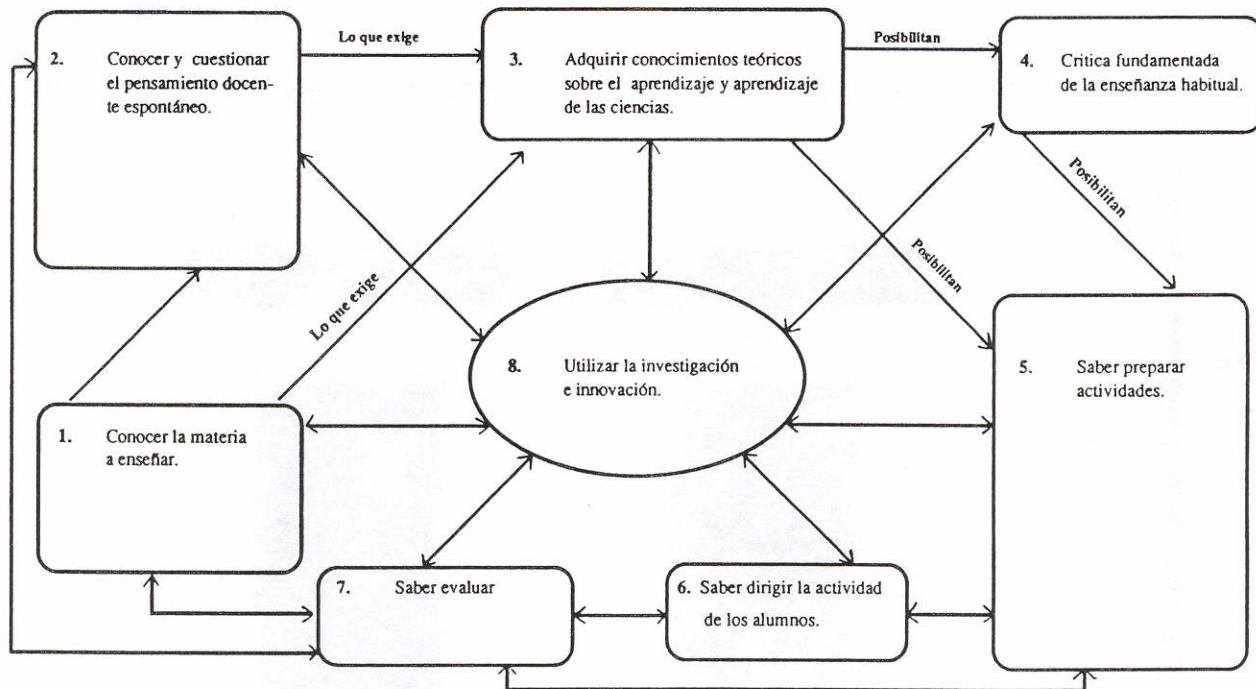 Lo que exige
Posibilitan
2. Conocer y cuestionar
el pensamiento docen-
te espontáneo.
3. Adquirir conocimientos teóricos
sobre el aprendizaje y aprendizaje
de las ciencias.
4. Critica fundamentada
de la enseñanza habitual.
Posibilitan
Posibilitan
Lo que exige
8. Utilizar la investigación
e innovación.
5. Saber preparar
actividades.
1. Conocer la materia
a enseñar.
7. Saber evaluar
6. Saber dirigir la actividad
de los alumnos.